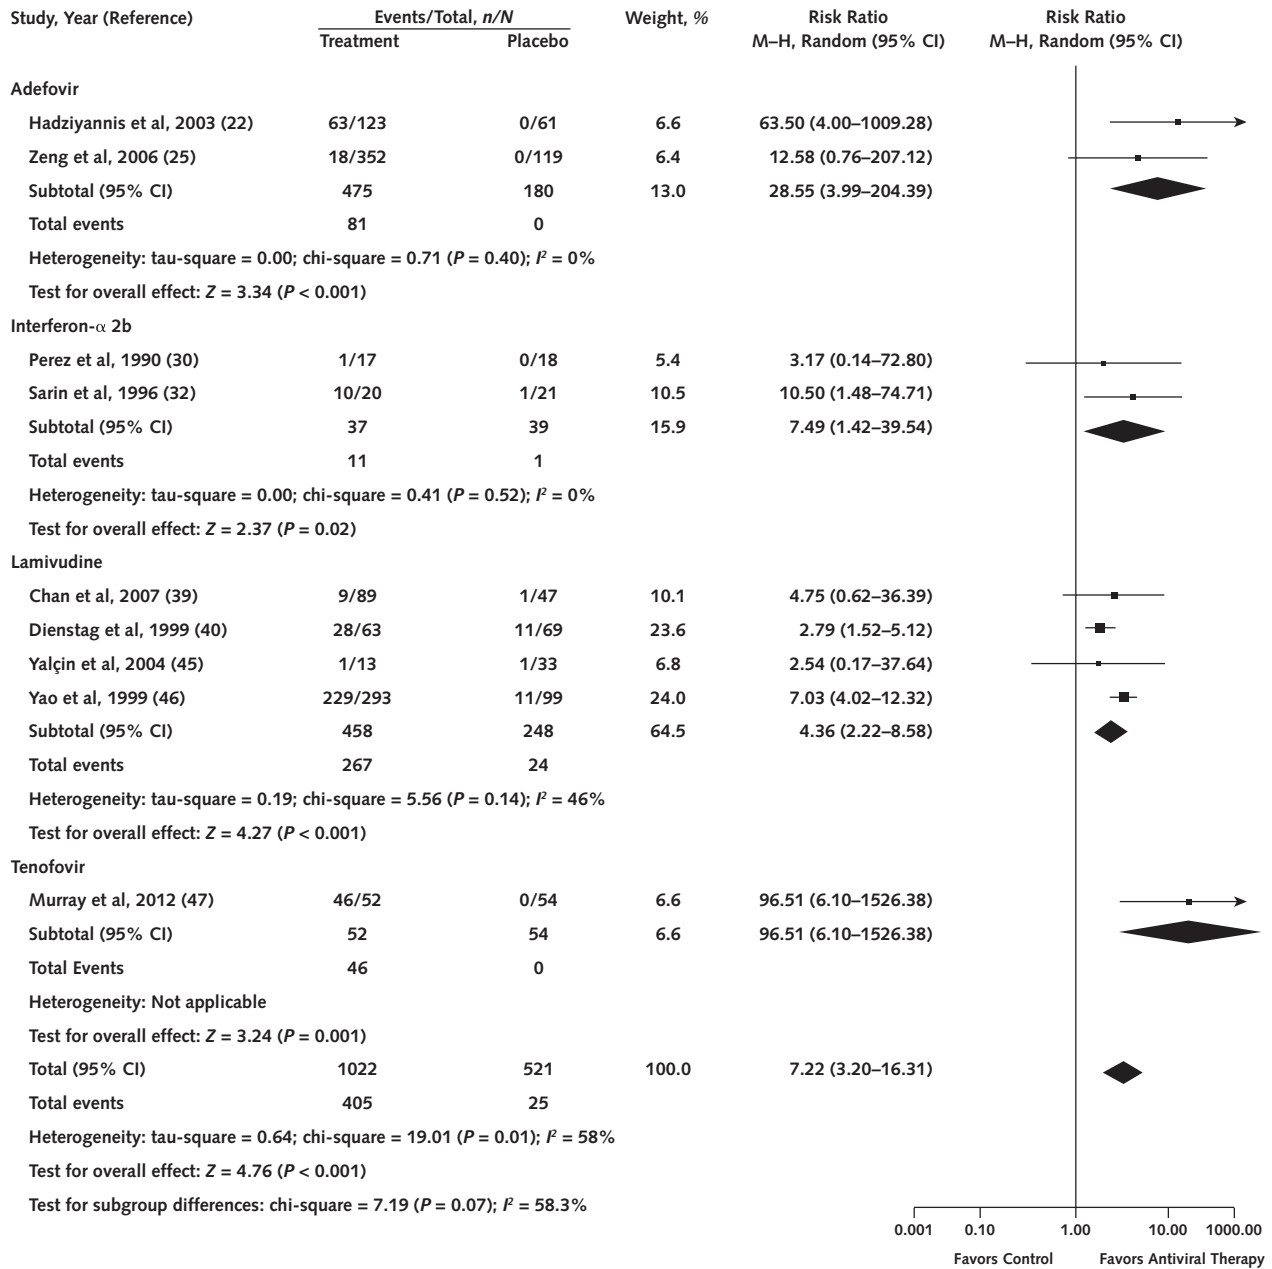 Study, Year (Reference) Events/Total, n/N Weight, % Risk Ratio Risk Ratio
Treatment Placebo M–H, Random (95% CI) M–H, Random (95% CI)
Adefovir
Hadziyannis et al, 2003 (22) 63/123 0/61 6.6 63.50 (4.00–1009.28)
Zeng et al, 2006 (25) 18/352 0/119 6.4 12.58 (0.76–207.12)
Subtotal (95% CI) 475 180 13.0 28.55 (3.99–204.39)
Total events 81 0
Heterogeneity: tau-square = 0.00; chi-square = 0.71 (P = 0.40); I² = 0%
Test for overall effect: Z = 3.34 (P < 0.001)
Interferon-α 2b
Perez et al, 1990 (30) 1/17 0/18 5.4 3.17 (0.14–72.80)
Sarin et al, 1996 (32) 10/20 1/21 10.5 10.50 (1.48–74.71)
Subtotal (95% CI) 37 39 15.9 7.49 (1.42–39.54)
Total events 11 1
Heterogeneity: tau-square = 0.00; chi-square = 0.41 (P = 0.52); I² = 0%
Test for overall effect: Z = 2.37 (P = 0.02)
Lamivudine
Chan et al, 2007 (39) 9/89 1/47 10.1 4.75 (0.62–36.39)
Dienstag et al, 1999 (40) 28/63 11/69 23.6 2.79 (1.52–5.12)
Yalçin et al, 2004 (45) 1/13 1/33 6.8 2.54 (0.17–37.64)
Yao et al, 1999 (46) 229/293 11/99 24.0 7.03 (4.02–12.32)
Subtotal (95% CI) 458 248 64.5 4.36 (2.22–8.58)
Total events 267 24
Heterogeneity: tau-square = 0.19; chi-square = 5.56 (P = 0.14); I² = 46%
Test for overall effect: Z = 4.27 (P < 0.001)
Tenofovir
Murray et al, 2012 (47) 46/52 0/54 6.6 96.51 (6.10–1526.38)
Subtotal (95% CI) 52 54 6.6 96.51 (6.10–1526.38)
Total Events 46 0
Heterogeneity: Not applicable
Test for overall effect: Z = 3.24 (P = 0.001)
Total (95% CI) 1022 521 100.0 7.22 (3.20–16.31)
Total events 405 25
Heterogeneity: tau-square = 0.64; chi-square = 19.01 (P = 0.01); I² = 58%
Test for overall effect: Z = 4.76 (P < 0.001)
Test for subgroup differences: chi-square = 7.19 (P = 0.07); I² = 58.3%
0.001 0.10 1.00 10.00 1000.00
Favors Control Favors Antiviral Therapy